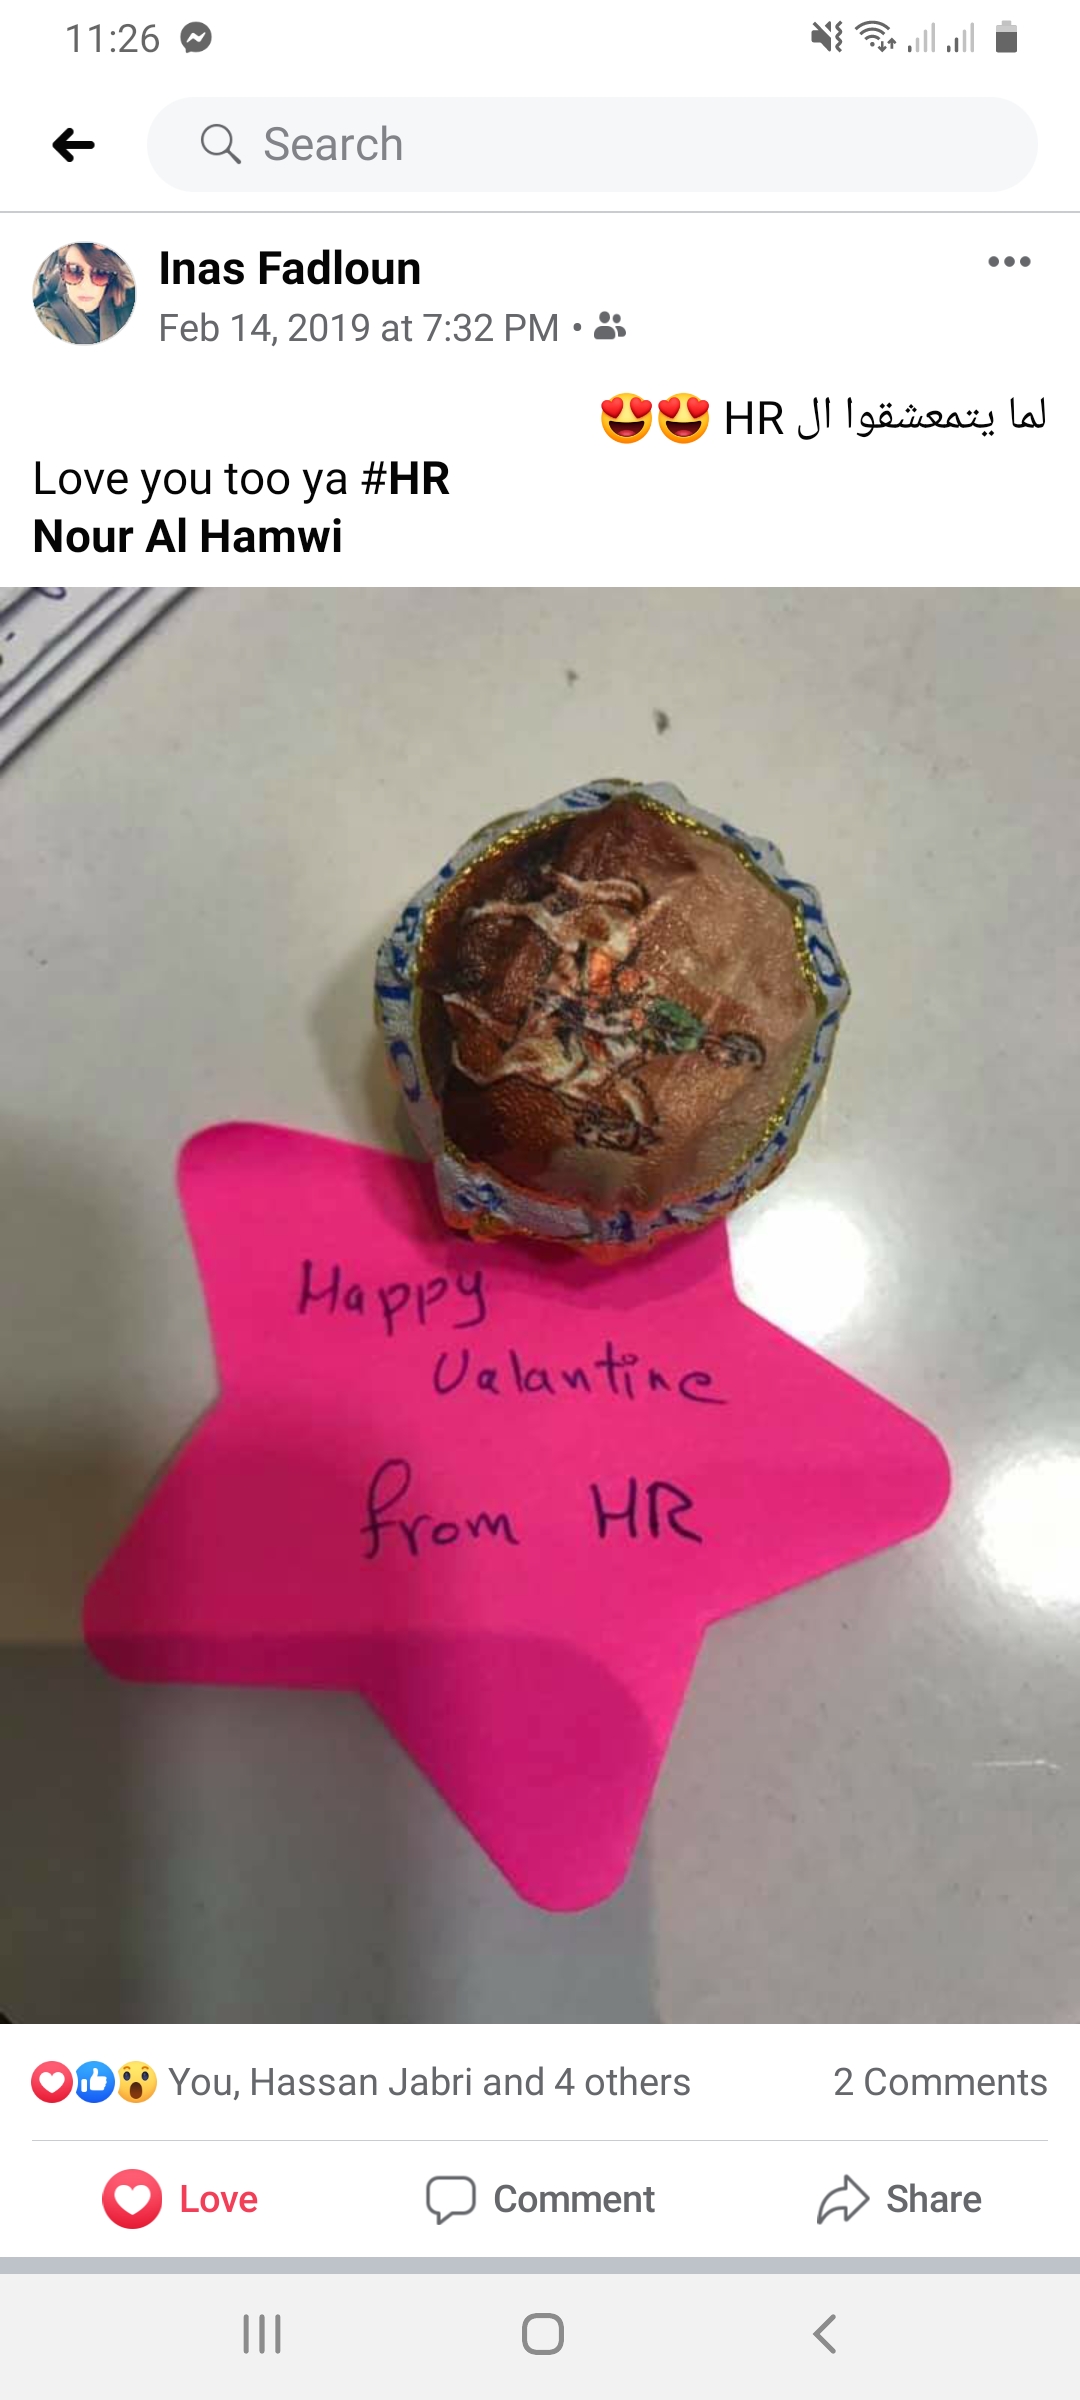 11:26
Search
Inas Fadloun
Feb 14, 2019 at 7:32 PM
لما يتمعشقوا ال HR 😍😍
Love you too ya #HR
Nour Al Hamwi
Happy
Valantine
from HR
You, Hassan Jabri and 4 others
2 Comments
Love
Comment
Share